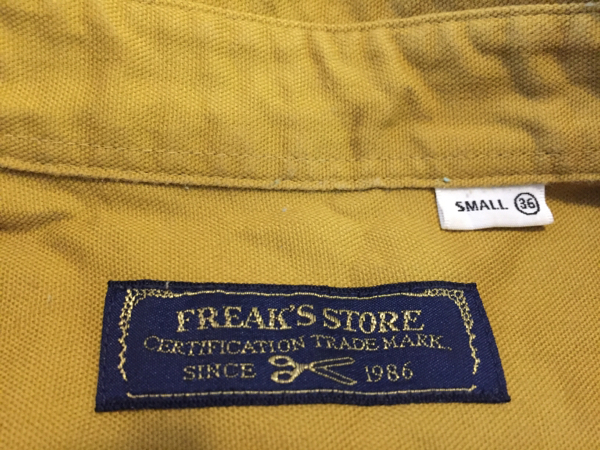 SMALL 36
FREAK'S STORE
CERTIFICATION TRADE MARK.
SINCE 1986